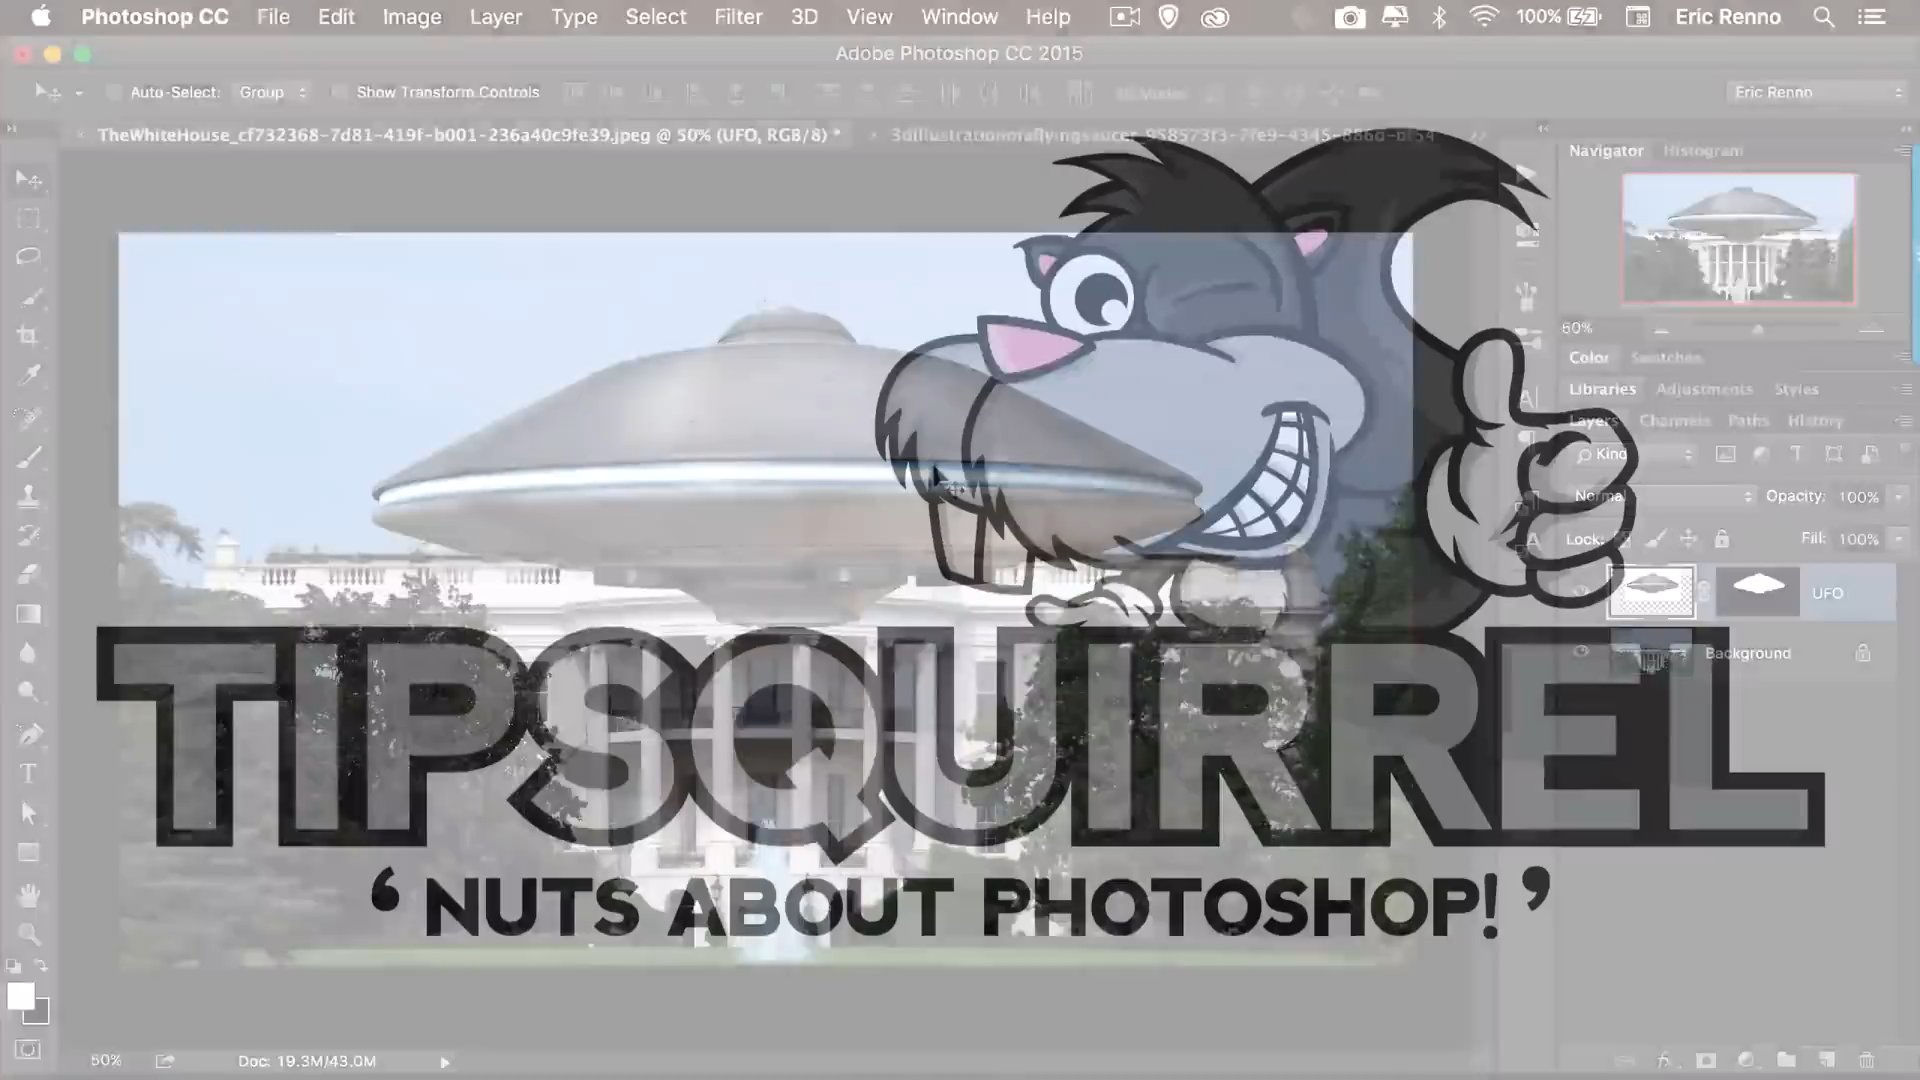 Photoshop CC File Edit Image Layer Type Select Filter 3D View Window Help 100% Eric Renno
Adobe Photoshop CC 2015
Auto-Select: Group Show Transform Controls Eric Renno
TheWhiteHouse_cf732368-7d81-419f-b001-236a40c9fe39.jpeg @ 50% (UFO, RGB/8) *
Navigator Histogram
Color Swatches
Libraries Adjustments Styles
Layers Channels Paths History
Kind
Normal Opacity: 100%
Lock: Fill: 100%
UFO
Background
TIPSQUIRREL
‘NUTS ABOUT PHOTOSHOP!’
50% Doc: 19.3M/43.0M